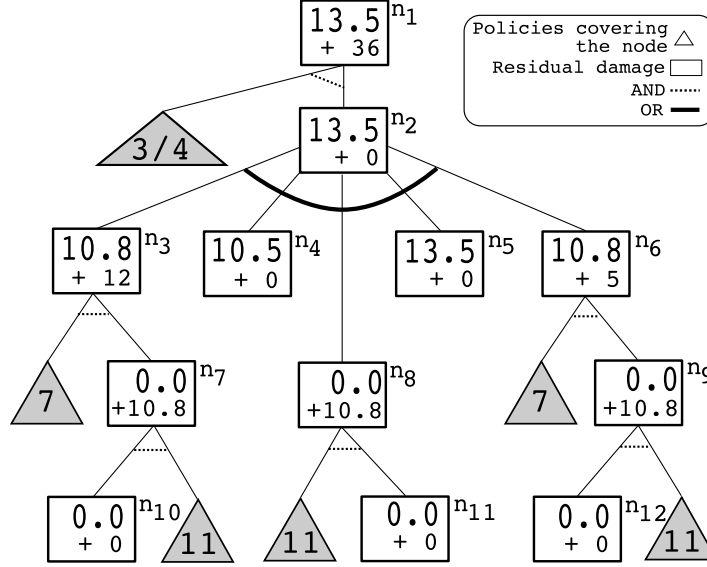 13.5 n1
+ 36
Policies covering
the node
Residual damage
AND
OR
3/4
13.5 n2
+ 0
10.8 n3
+ 12
10.5 n4
+ 0
13.5 n5
+ 0
10.8 n6
+ 5
7
0.0 n7
+10.8
0.0 n8
+10.8
7
0.0 n9
+10.8
0.0 n10
+ 0
11
11
0.0 n11
+ 0
0.0 n12
+ 0
11